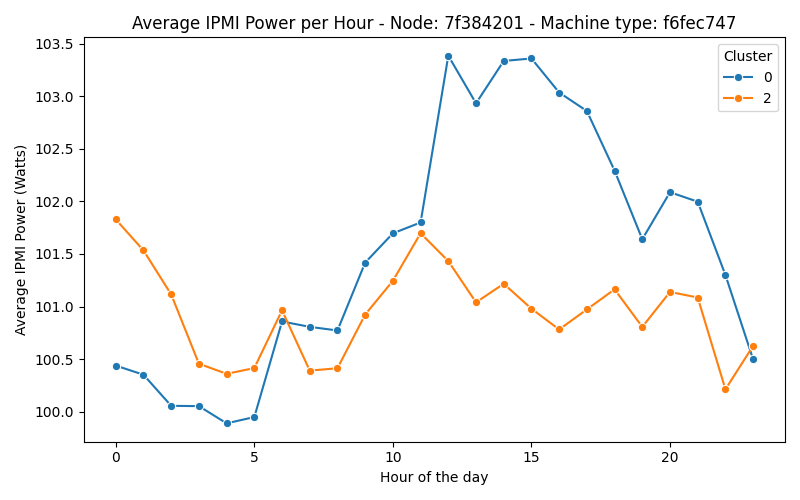 Average IPMI Power per Hour - Node: 7f384201 - Machine type: f6fec747
Cluster
0
2
Average IPMI Power (Watts)
103.5
103.0
102.5
102.0
101.5
101.0
100.5
100.0
0 5 10 15 20
Hour of the day